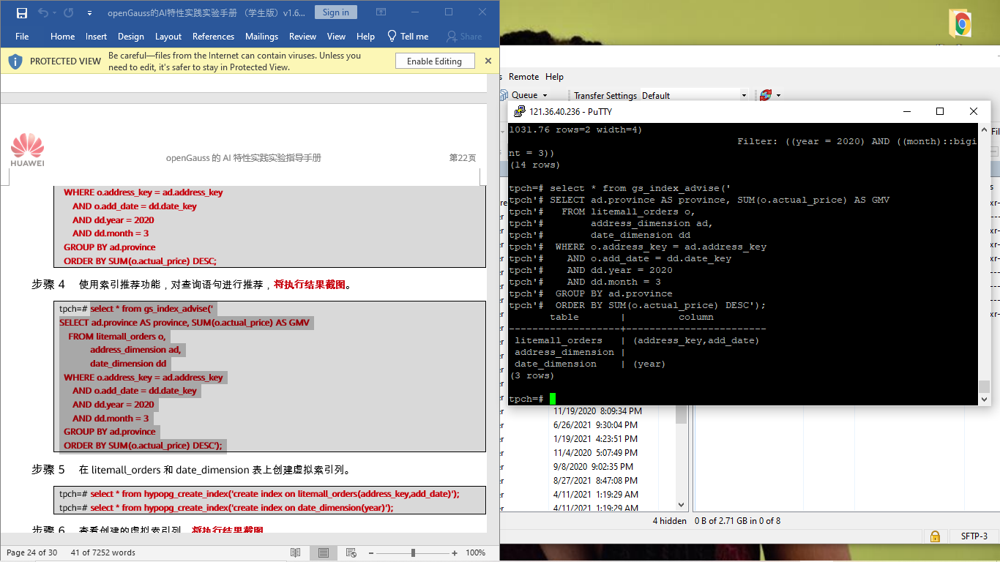 openGauss的AI特性实践实验手册 （学生版）v1.6...
Sign in
File
Home
Insert
Design
Layout
References
Mailings
Review
View
Help
Tell me
Share
PROTECTED VIEW
Be careful—files from the Internet can contain viruses. Unless you
need to edit, it's safer to stay in Protected View.
Enable Editing
HUAWEI
openGauss 的 AI 特性实践实验指导手册
第22页
WHERE o.address_key = ad.address_key
AND o.add_date = dd.date_key
AND dd.year = 2020
AND dd.month = 3
GROUP BY ad.province
ORDER BY SUM(o.actual_price) DESC;
步骤 4 使用索引推荐功能，对查询语句进行推荐，将执行结果截图。
tpch=# select * from gs_index_advise('
SELECT ad.province AS province, SUM(o.actual_price) AS GMV
FROM litemall_orders o,
address_dimension ad,
date_dimension dd
WHERE o.address_key = ad.address_key
AND o.add_date = dd.date_key
AND dd.year = 2020
AND dd.month = 3
GROUP BY ad.province
ORDER BY SUM(o.actual_price) DESC');
步骤 5 在 litemall_orders 和 date_dimension 表上创建虚拟索引列。
tpch=# select * from hypopg_create_index('create index on litemall_orders(address_key,add_date)');
tpch=# select * from hypopg_create_index('create index on date_dimension(year)');
步骤 6 查看创建的虚拟索引列，将执行结果截图
Page 24 of 30
41 of 7252 words
100%
s Remote Help
Queue
Transfer Settings Default
121.36.40.236 - PuTTY
1031.76 rows=2 width=4)
Filter: ((year = 2020) AND ((month)::bigi
nt = 3))
(14 rows)
tpch=# select * from gs_index_advise('
tpch'# SELECT ad.province AS province, SUM(o.actual_price) AS GMV
tpch'# FROM litemall_orders o,
tpch'# address_dimension ad,
tpch'# date_dimension dd
tpch'# WHERE o.address_key = ad.address_key
tpch'# AND o.add_date = dd.date_key
tpch'# AND dd.year = 2020
tpch'# AND dd.month = 3
tpch'# GROUP BY ad.province
tpch'# ORDER BY SUM(o.actual_price) DESC');
table | column
-------------------+-------------------------
litemall_orders | (address_key,add_date)
address_dimension |
date_dimension | (year)
(3 rows)
tpch=#
11/19/2020 8:09:34 PM
6/26/2021 9:30:04 PM
1/19/2021 4:23:51 PM
11/4/2020 5:07:49 PM
9/8/2020 9:02:35 PM
8/27/2021 8:47:08 PM
4/11/2021 1:19:29 AM
4/11/2021 1:19:29 AM
4 hidden
0 B of 2.71 GB in 0 of 8
SFTP-3